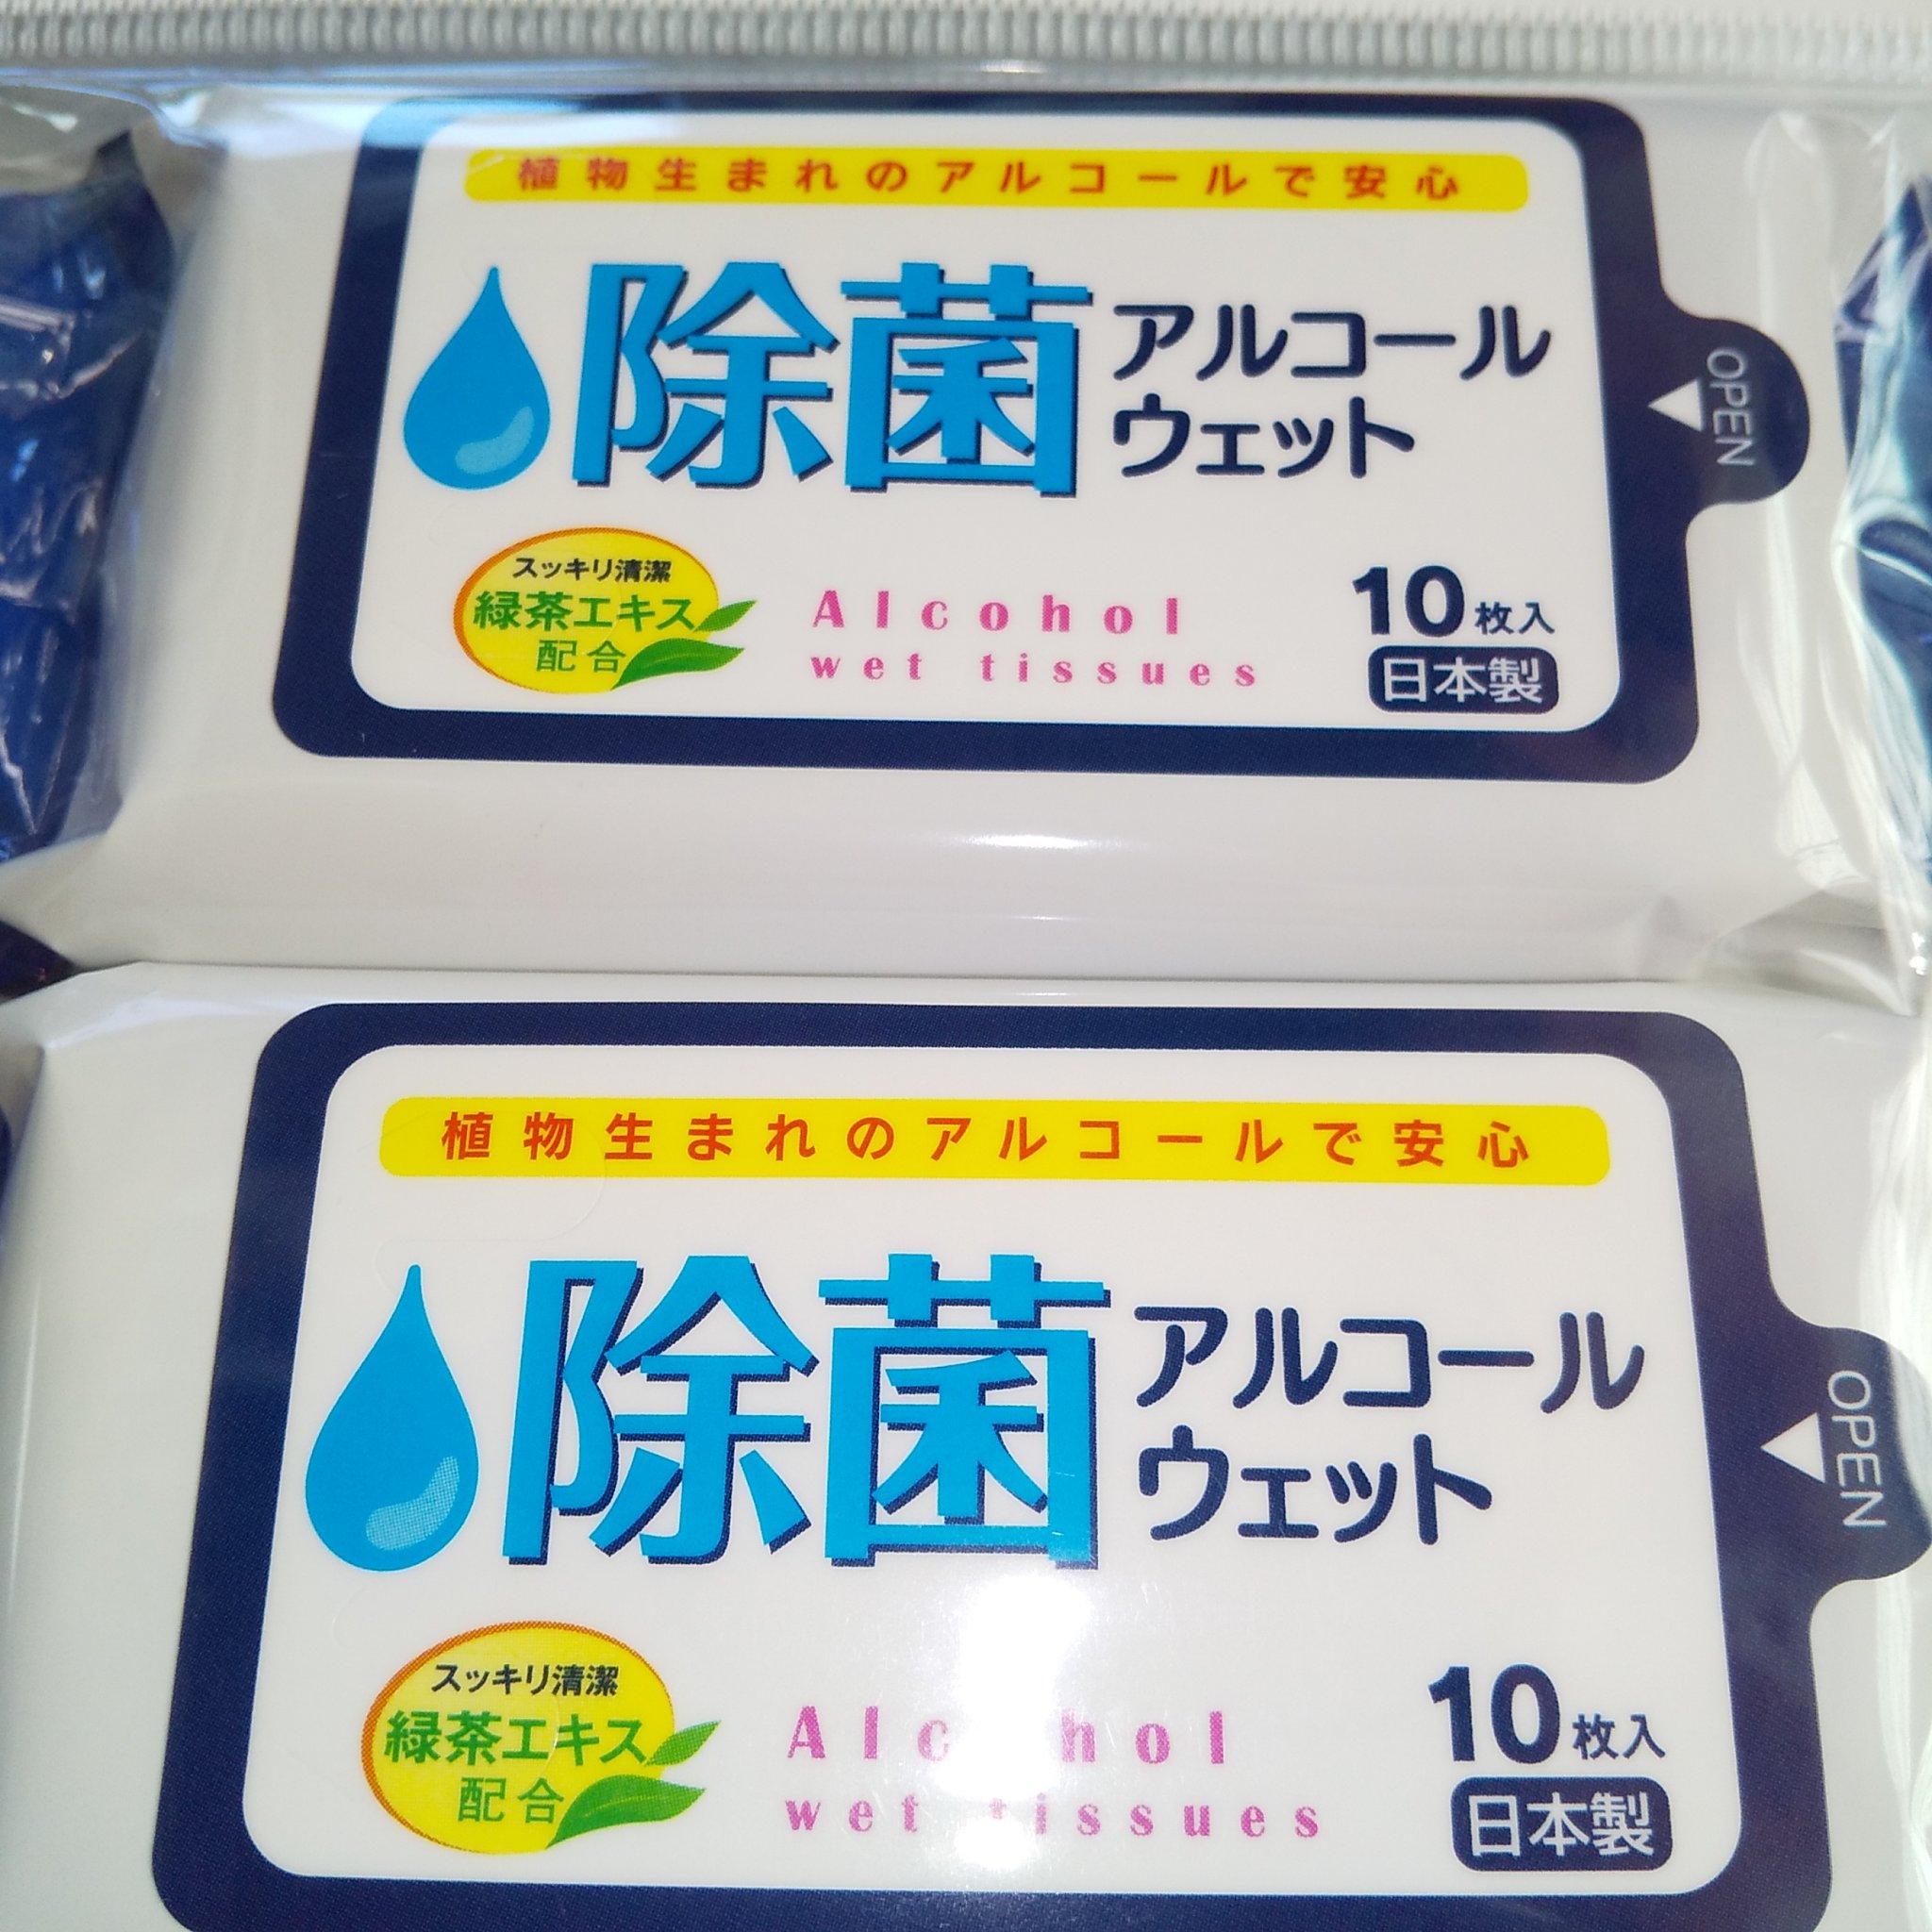 植物生まれのアルコールで安心
除菌
アルコール
ウェット
OPEN
スッキリ清潔
緑茶エキス
配合
Alcohol
wet tissues
10枚入
日本製
植物生まれのアルコールで安心
除菌
アルコール
ウェット
OPEN
スッキリ清潔
緑茶エキス
配合
Alcohol
wet tissues
10枚入
日本製